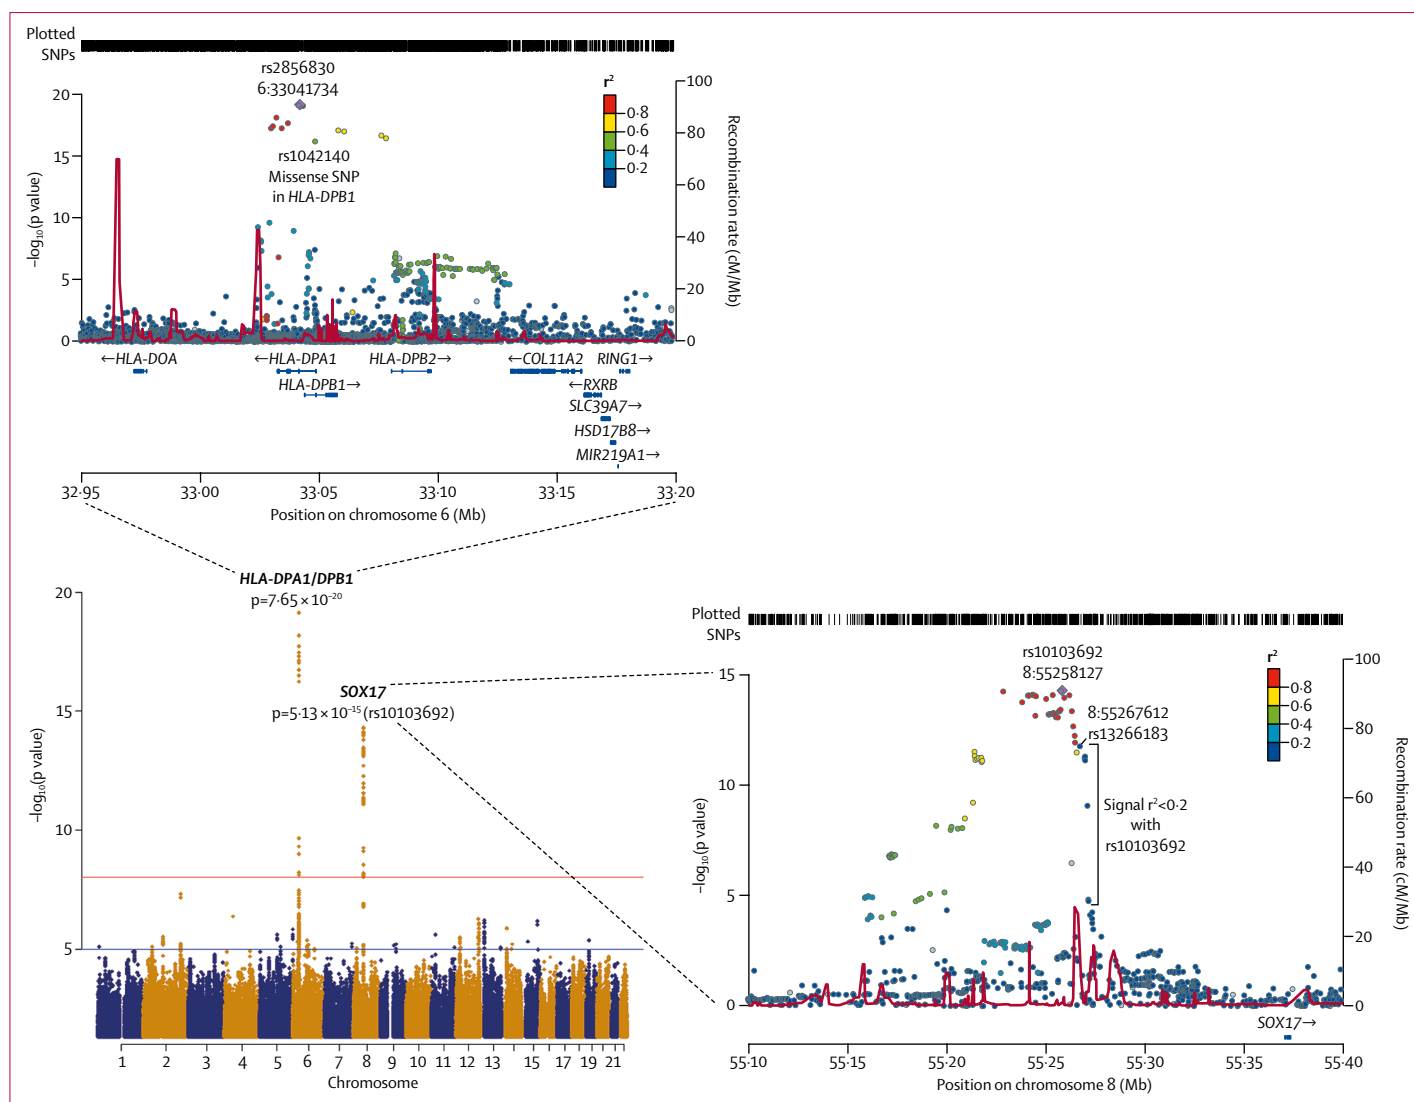 Plotted
SNPs
rs2856830
6:33041734
r²
0·8
0·6
0·4
0·2
20
15
10
5
0
–log₁₀(p value)
100
80
60
40
20
0
Recombination rate (cM/Mb)
rs1042140
Missense SNP
in HLA-DPB1
←HLA-DOA
←HLA-DPA1
HLA-DPB2→
←COL11A2
RING1→
HLA-DPB1→
←RXRB
SLC39A7→
HSD17B8→
MIR219A1→
32·95
33·00
33·05
33·10
33·15
33·20
Position on chromosome 6 (Mb)
HLA-DPA1/DPB1
p=7·65 × 10⁻²⁰
SOX17
p=5·13 × 10⁻¹⁵ (rs10103692)
20
15
10
5
–log₁₀(p value)
1 2 3 4 5 6 7 8 9 10 11 12 13 15 17 19 21
Chromosome
Plotted
SNPs
rs10103692
8:55258127
8:55267612
rs13266183
r²
0·8
0·6
0·4
0·2
Signal r²<0·2
with
rs10103692
15
10
5
0
–log₁₀(p value)
100
80
60
40
20
0
Recombination rate (cM/Mb)
SOX17→
55·10
55·15
55·20
55·25
55·30
55·35
55·40
Position on chromosome 8 (Mb)